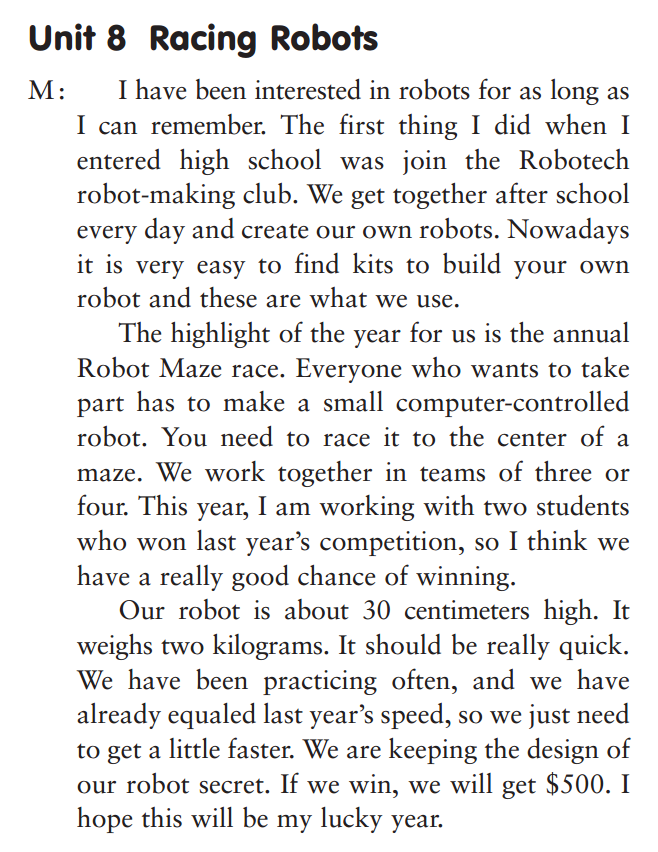 Unit 8 Racing Robots
M: I have been interested in robots for as long as
I can remember. The first thing I did when I
entered high school was join the Robotech
robot-making club. We get together after school
every day and create our own robots. Nowadays
it is very easy to find kits to build your own
robot and these are what we use.
The highlight of the year for us is the annual
Robot Maze race. Everyone who wants to take
part has to make a small computer-controlled
robot. You need to race it to the center of a
maze. We work together in teams of three or
four. This year, I am working with two students
who won last year’s competition, so I think we
have a really good chance of winning.
Our robot is about 30 centimeters high. It
weighs two kilograms. It should be really quick.
We have been practicing often, and we have
already equaled last year’s speed, so we just need
to get a little faster. We are keeping the design of
our robot secret. If we win, we will get $500. I
hope this will be my lucky year.